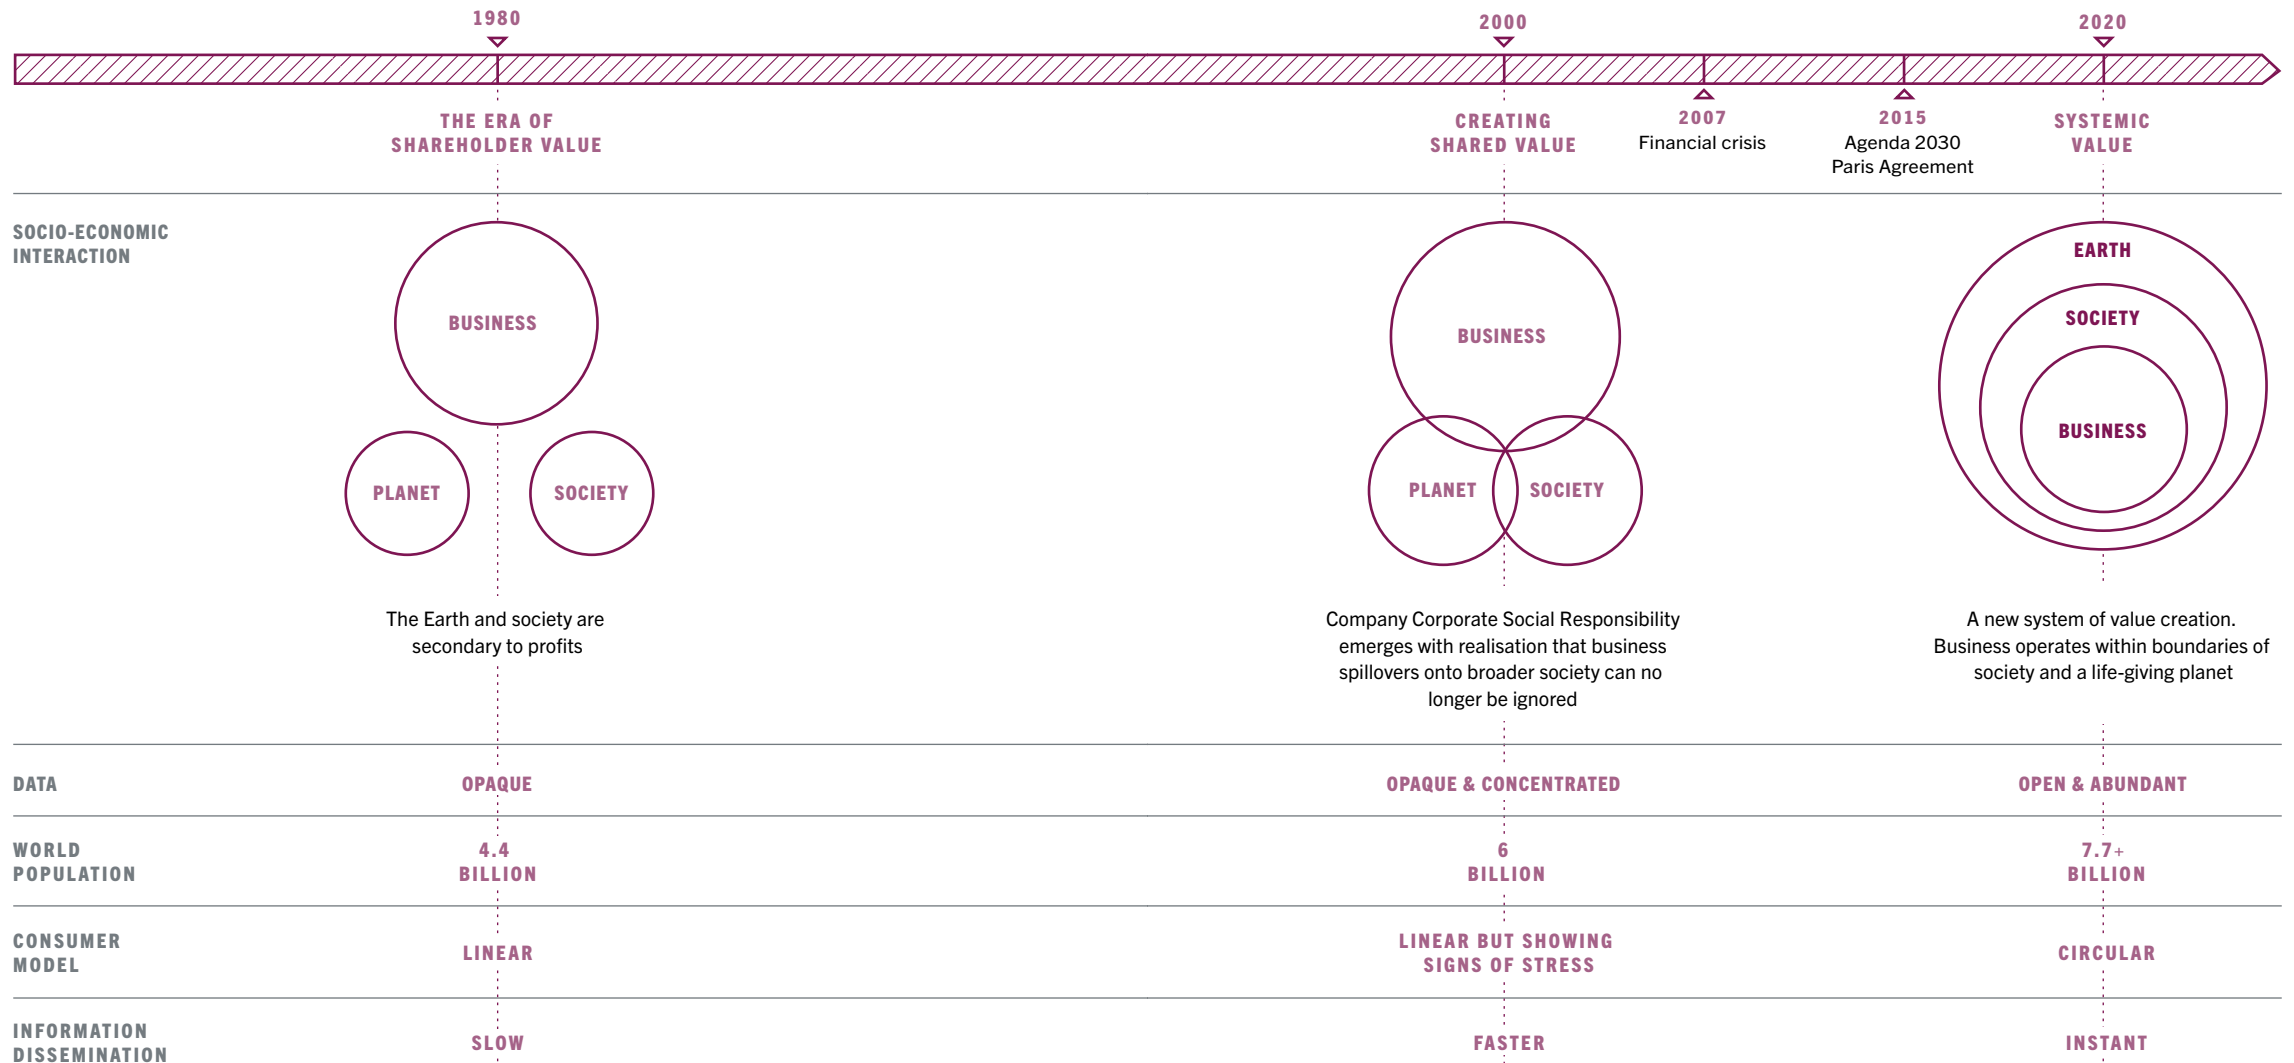 1980
2000
2020
THE ERA OF
SHAREHOLDER VALUE
CREATING
SHARED VALUE
2007
Financial crisis
2015
Agenda 2030
Paris Agreement
SYSTEMIC
VALUE
SOCIO-ECONOMIC
INTERACTION
BUSINESS
PLANET
SOCIETY
The Earth and society are
secondary to profits
BUSINESS
PLANET
SOCIETY
Company Corporate Social Responsibility
emerges with realisation that business
spillovers onto broader society can no
longer be ignored
EARTH
SOCIETY
BUSINESS
A new system of value creation.
Business operates within boundaries of
society and a life-giving planet
DATA
OPAQUE
OPAQUE & CONCENTRATED
OPEN & ABUNDANT
WORLD
POPULATION
4.4
BILLION
6
BILLION
7.7+
BILLION
CONSUMER
MODEL
LINEAR
LINEAR BUT SHOWING
SIGNS OF STRESS
CIRCULAR
INFORMATION
DISSEMINATION
SLOW
FASTER
INSTANT